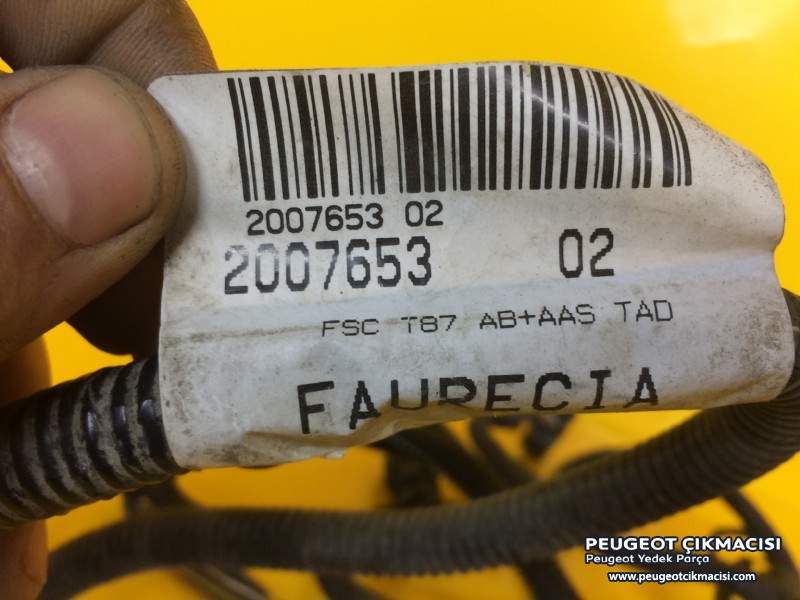 2007653 02
2007653 02
FSC T87 AB+AAS TAD
FAURECIA
PEUGEOT ÇIKMACISI
Peugeot Yedek Parça
www.peugeotcikmacisi.com